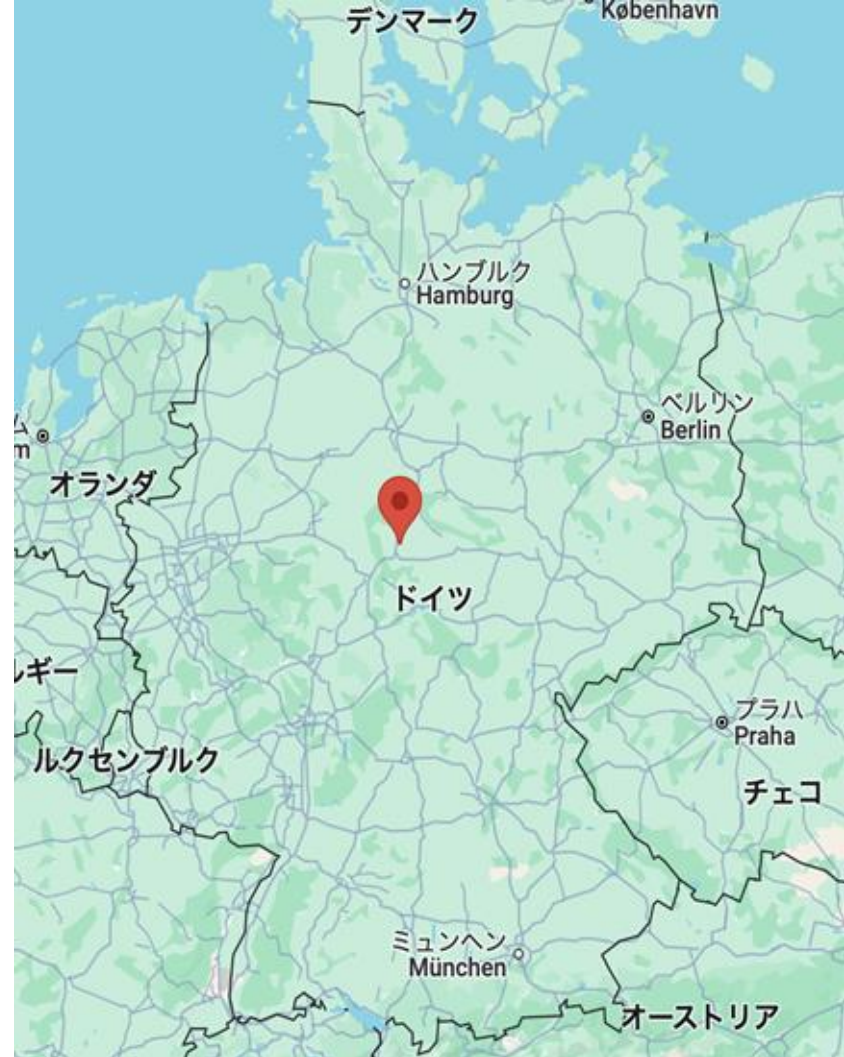 デンマーク
København
ハンブルク
Hamburg
ベルリン
Berlin
ム
m
オランダ
ドイツ
ルギー
プラハ
Praha
ルクセンブルク
チェコ
ミュンヘン
München
オーストリア